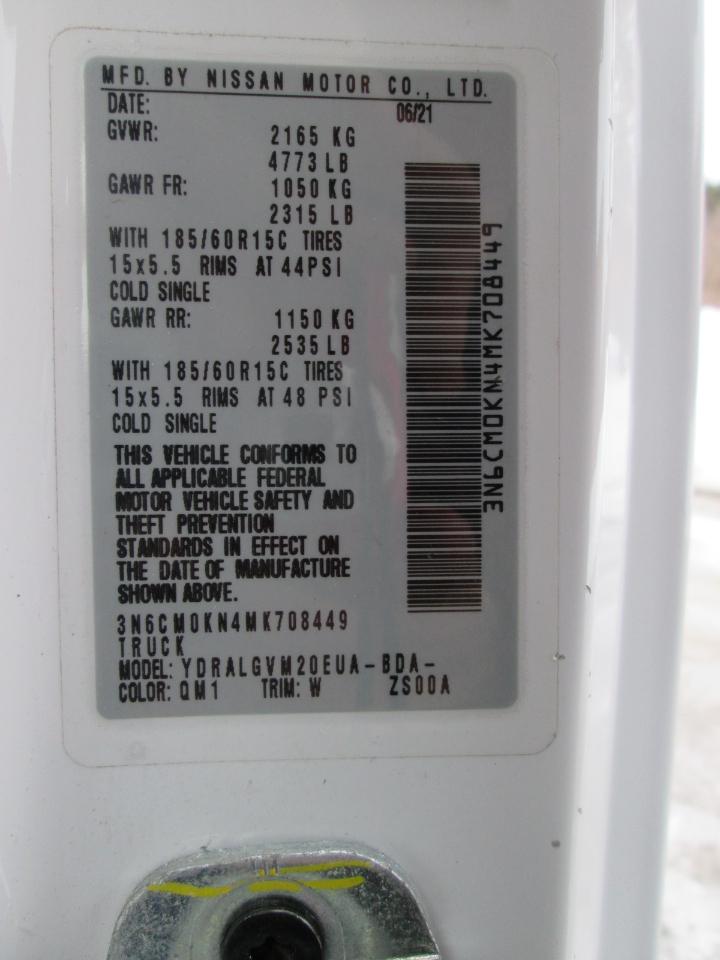 MFD. BY NISSAN MOTOR CO., LTD.
DATE: 06/21
GVWR: 2165 KG
4773 LB
GAWR FR: 1050 KG
2315 LB
WITH 185/60R15C TIRES
15x5.5 RIMS AT 44PSI
COLD SINGLE
GAWR RR: 1150 KG
2535 LB
WITH 185/60R15C TIRES
15x5.5 RIMS AT 48 PSI
COLD SINGLE
THIS VEHICLE CONFORMS TO
ALL APPLICABLE FEDERAL
MOTOR VEHICLE SAFETY AND
THEFT PREVENTION
STANDARDS IN EFFECT ON
THE DATE OF MANUFACTURE
SHOWN ABOVE.
3N6CM0KN4MK708449
TRUCK
MODEL: YDRALGVM20EUA-BDA-
COLOR: QM1 TRIM: W ZS00A
3N6CM0KN4MK708449